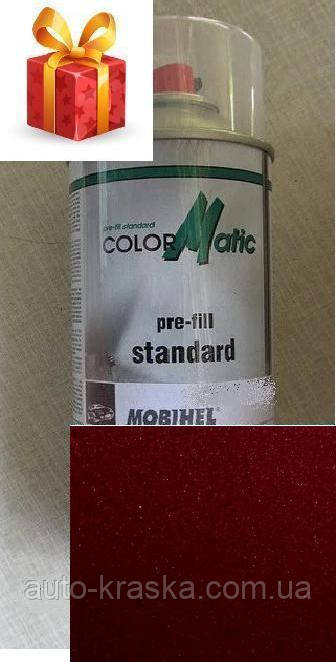 pre-fill standard
COLORMatic
pre-fill
standard
MOBIHEL
auto-kraska.com.ua